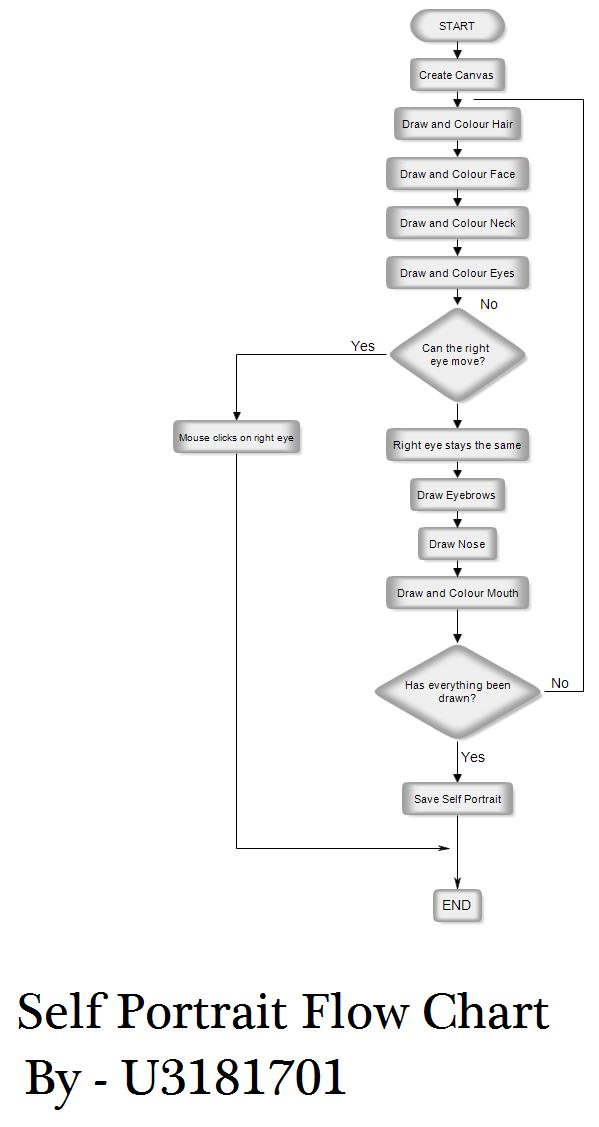 START
Create Canvas
Draw and Colour Hair
Draw and Colour Face
Draw and Colour Neck
Draw and Colour Eyes
No
Can the right
eye move?
Yes
Mouse clicks on right eye
Right eye stays the same
Draw Eyebrows
Draw Nose
Draw and Colour Mouth
Has everything been
drawn?
No
Yes
Save Self Portrait
END
Self Portrait Flow Chart
By - U3181701